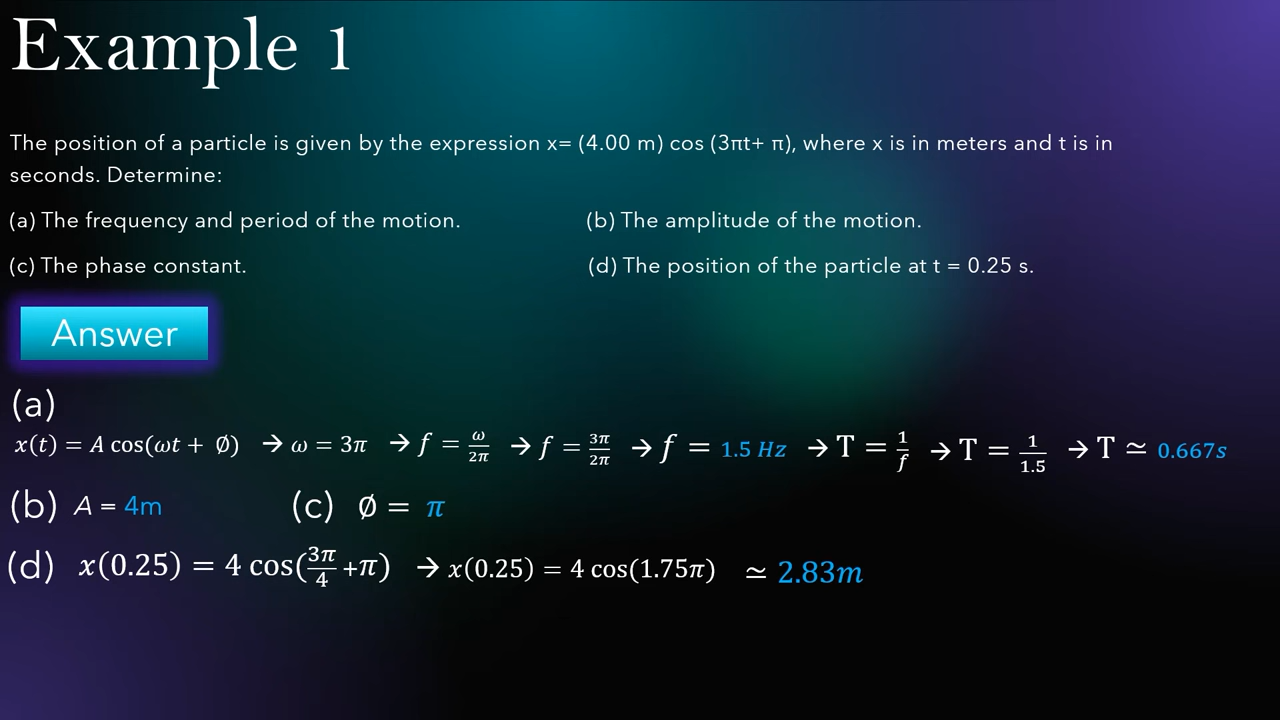 Example 1
The position of a particle is given by the expression x= (4.00 m) cos (3πt+ π), where x is in meters and t is in
seconds. Determine:
(a) The frequency and period of the motion. (b) The amplitude of the motion.
(c) The phase constant. (d) The position of the particle at t = 0.25 s.
Answer
(a)
x(t) = A cos(ωt + Ø) → ω = 3π → f = ω/2π → f = 3π/2π → f = 1.5 Hz → T = 1/f → T = 1/1.5 → T ≃ 0.667s
(b) A = 4m (c) Ø = π
(d) x(0.25) = 4 cos(3π/4 +π) → x(0.25) = 4 cos(1.75π) ≃ 2.83m